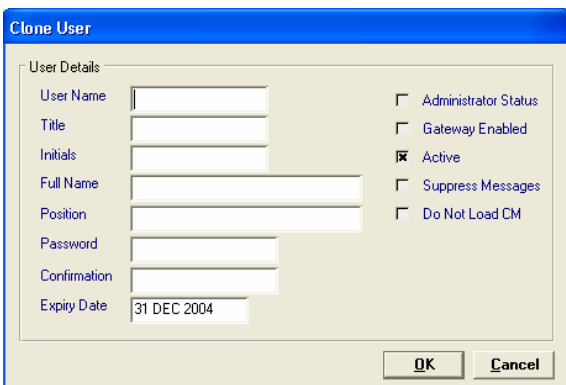 Clone User
User Details
User Name
Title
Initials
Full Name
Position
Password
Confirmation
Expiry Date 31 DEC 2004
Administrator Status
Gateway Enabled
Active
Suppress Messages
Do Not Load CM
OK Cancel